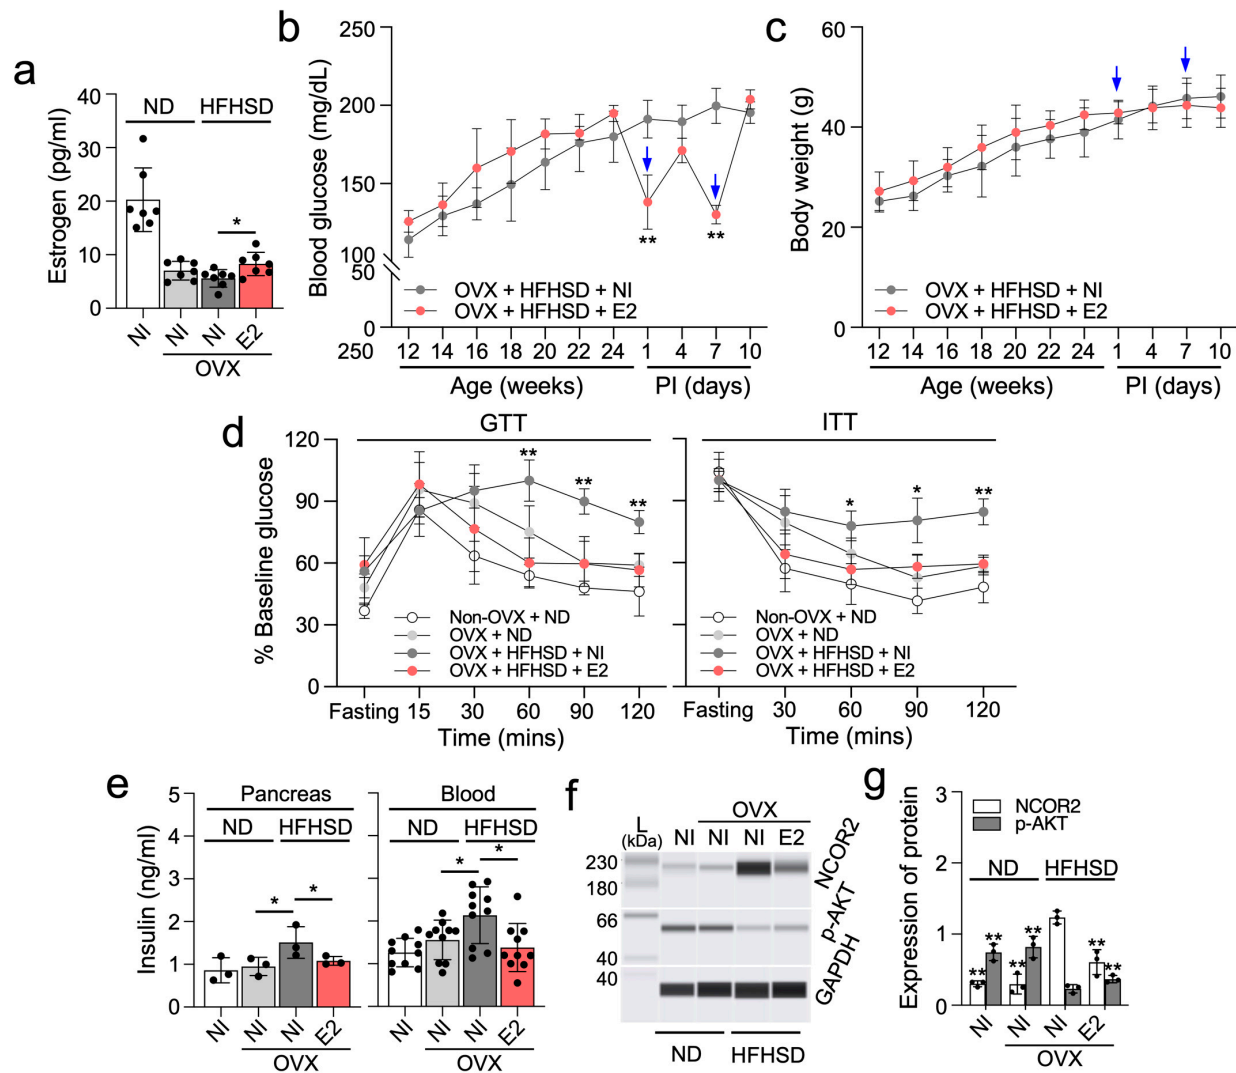 a
Estrogen (pg/ml)
40
30
20
10
0
ND HFHSD
*
NI NI NI E2
OVX
b
Blood glucose (mg/dL)
250
200
150
100
50
0
250
** **
OVX + HFHSD + NI
OVX + HFHSD + E2
12 14 16 18 20 22 24 1 4 7 10
Age (weeks) PI (days)
c
Body weight (g)
60
40
20
0
OVX + HFHSD + NI
OVX + HFHSD + E2
12 14 16 18 20 22 24 1 4 7 10
Age (weeks) PI (days)
d
GTT
% Baseline glucose
120
90
60
30
0
** ** **
Non-OVX + ND
OVX + ND
OVX + HFHSD + NI
OVX + HFHSD + E2
Fasting 15 30 60 90 120
Time (mins)
ITT
* * **
Non-OVX + ND
OVX + ND
OVX + HFHSD + NI
OVX + HFHSD + E2
Fasting 30 60 90 120
Time (mins)
e
Insulin (ng/ml)
5
4
3
2
1
0
Pancreas
ND HFHSD
* *
NI NI NI E2
OVX
Blood
ND HFHSD
* *
NI NI NI E2
OVX
f
OVX
L
(kDa)
NI NI NI E2
230
180
66
40
40
NCOR2
p-AKT
GAPDH
ND HFHSD
g
Expression of protein
3
2
1
0
NCOR2
p-AKT
ND HFHSD
** ** ** ** ** **
NI NI NI E2
OVX